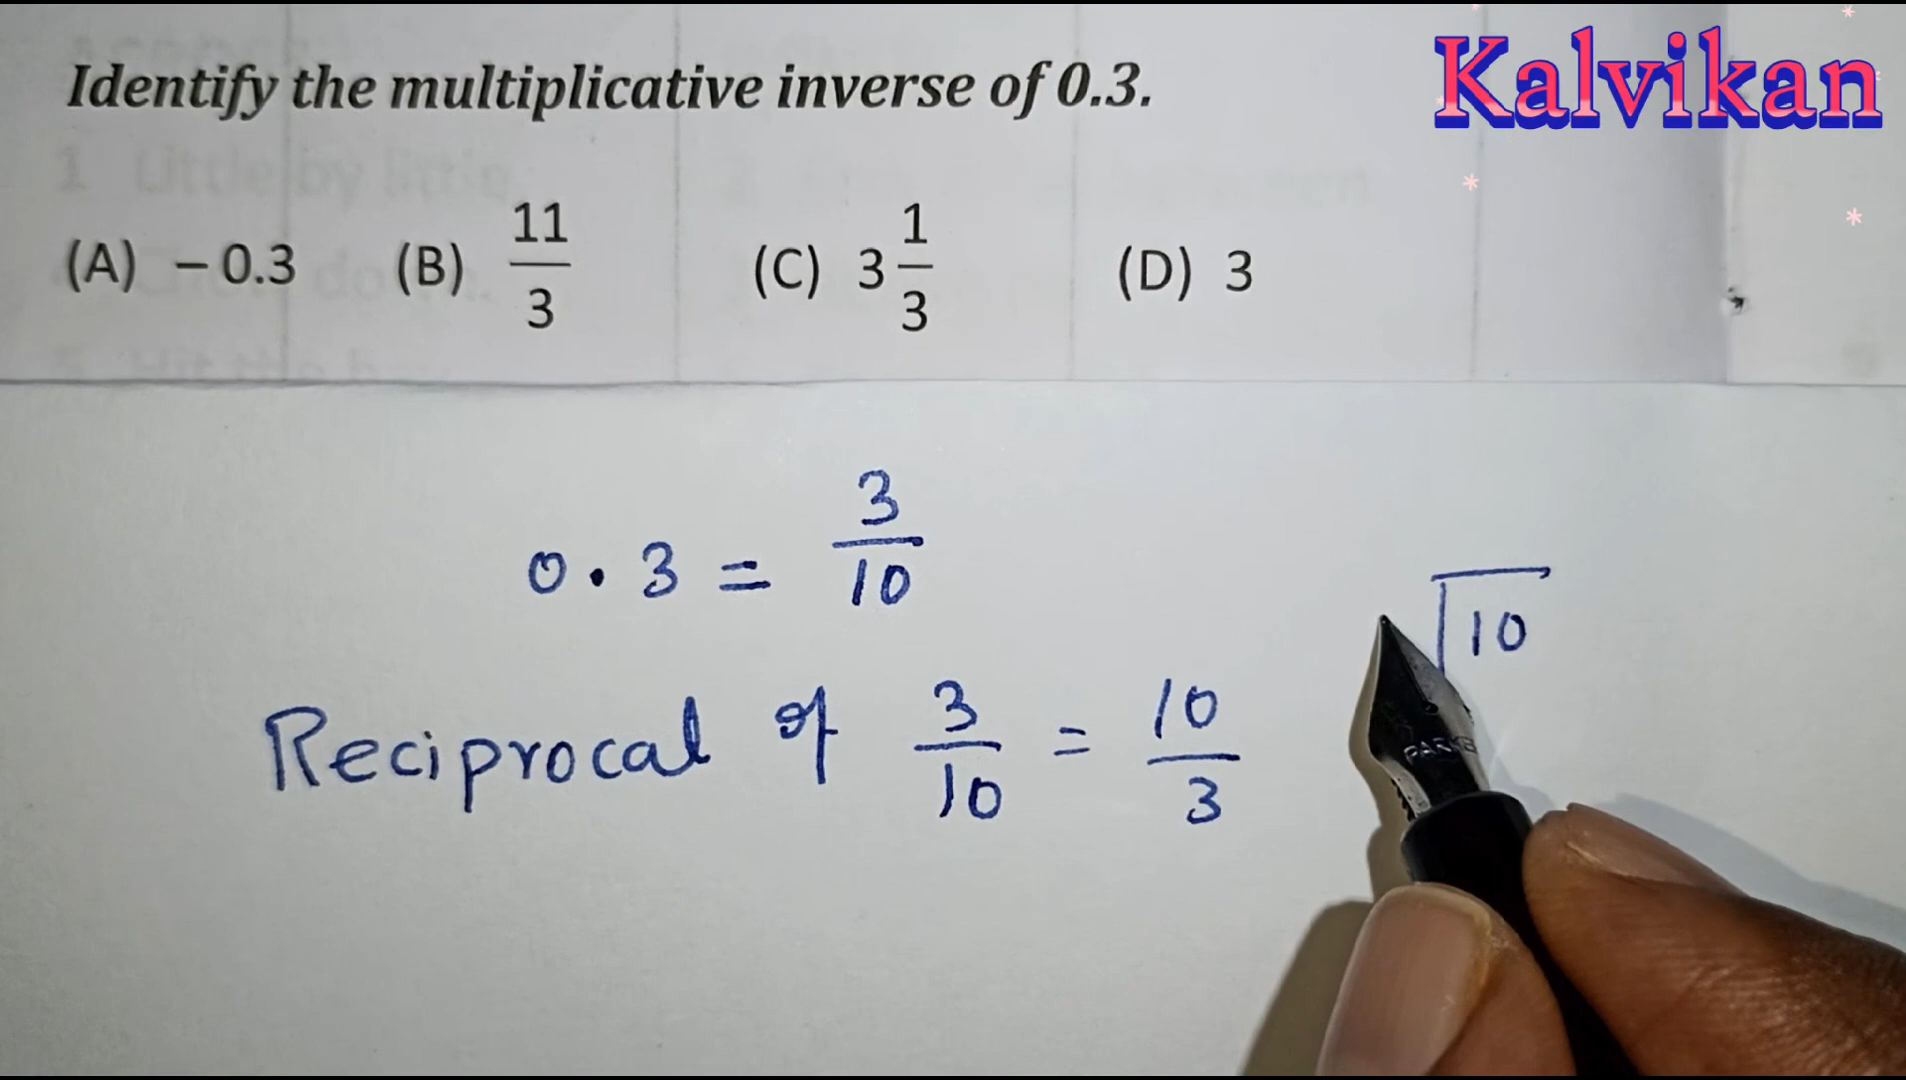 Kalvikan
Identify the multiplicative inverse of 0.3.
(A) – 0.3 (B) 11/3 (C) 3 1/3 (D) 3
0.3 = 3/10
10
Reciprocal of 3/10 = 10/3
PARKE